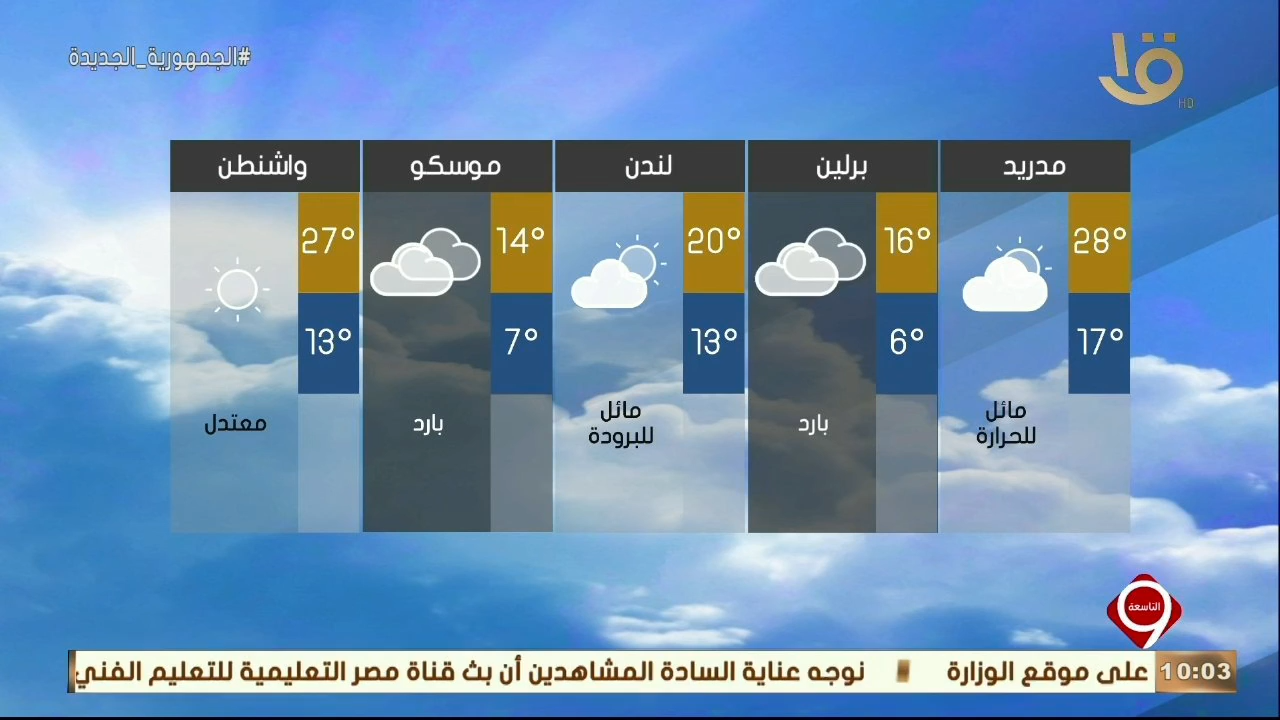 #الجمهورية_الجديدة
HD
مدريد
28°
17°
مائل
للحرارة
برلين
16°
6°
بارد
لندن
20°
13°
مائل
للبرودة
موسكو
14°
7°
بارد
واشنطن
27°
13°
معتدل
التاسعة
9
10:03
على موقع الوزارة
نوجه عناية السادة المشاهدين أن بث قناة مصر التعليمية للتعليم الفني